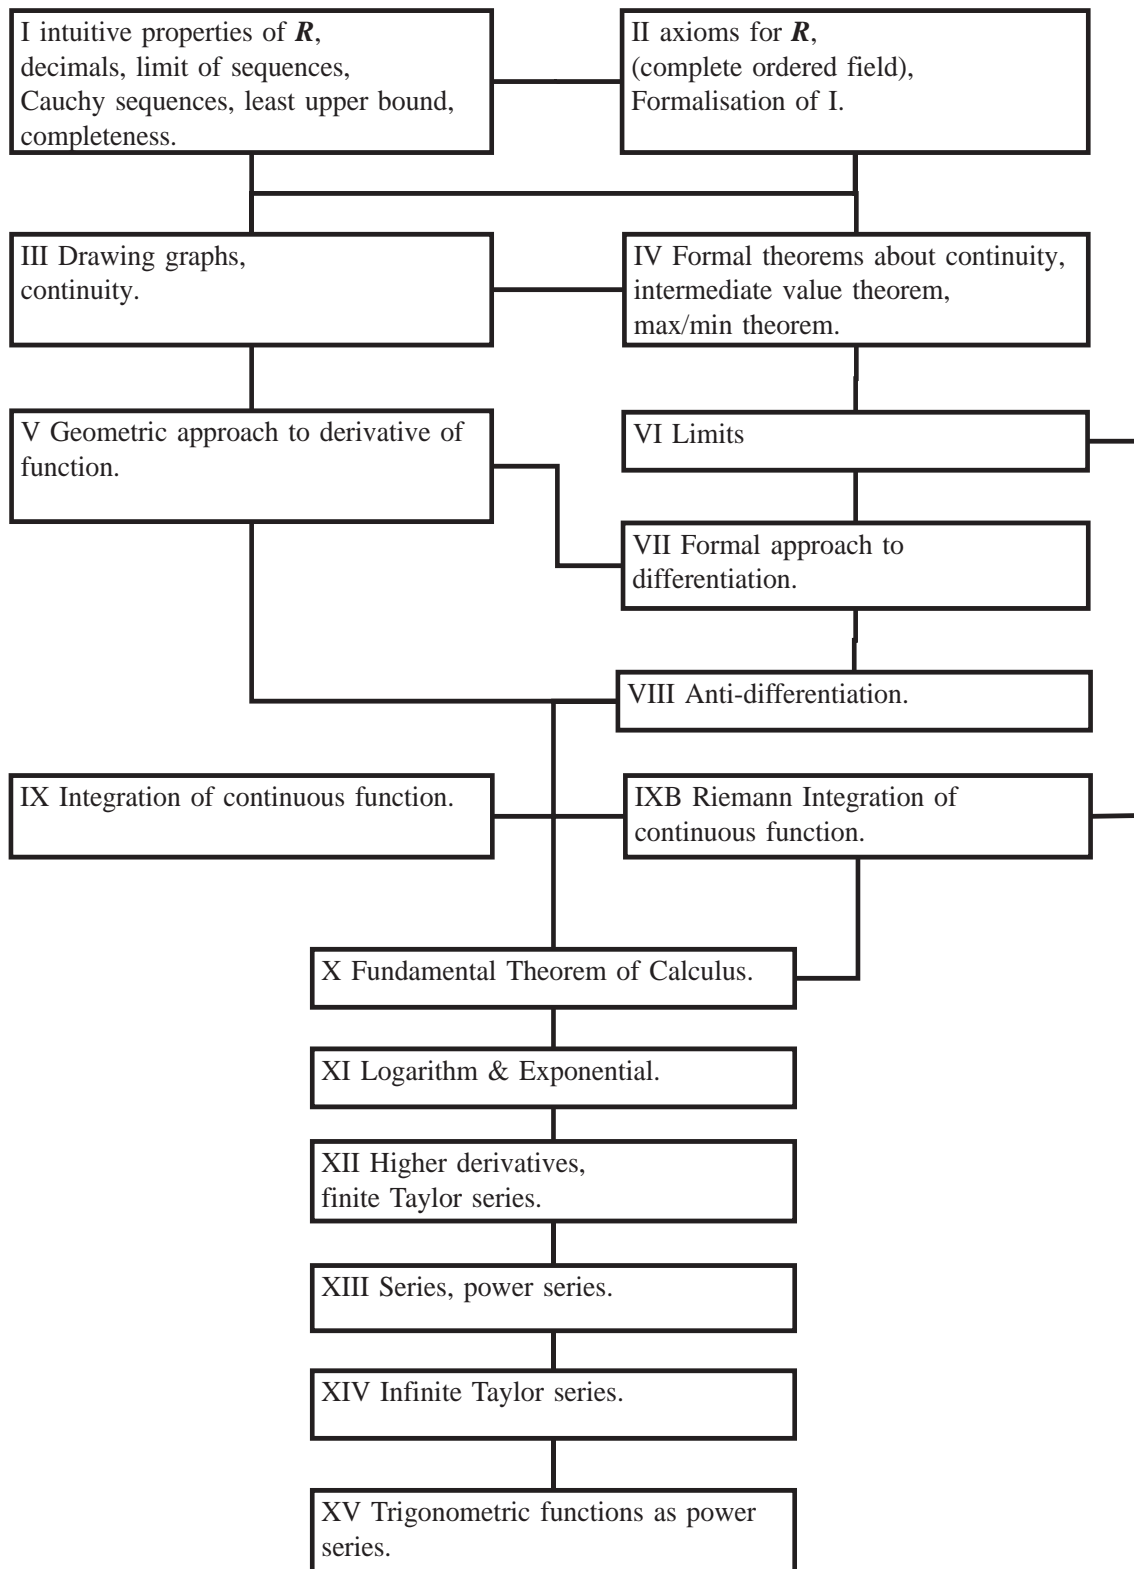 I intuitive properties of R,
decimals, limit of sequences,
Cauchy sequences, least upper bound,
completeness.
II axioms for R,
(complete ordered field),
Formalisation of I.
III Drawing graphs,
continuity.
IV Formal theorems about continuity,
intermediate value theorem,
max/min theorem.
V Geometric approach to derivative of
function.
VI Limits
VII Formal approach to
differentiation.
VIII Anti-differentiation.
IX Integration of continuous function.
IXB Riemann Integration of
continuous function.
X Fundamental Theorem of Calculus.
XI Logarithm & Exponential.
XII Higher derivatives,
finite Taylor series.
XIII Series, power series.
XIV Infinite Taylor series.
XV Trigonometric functions as power
series.